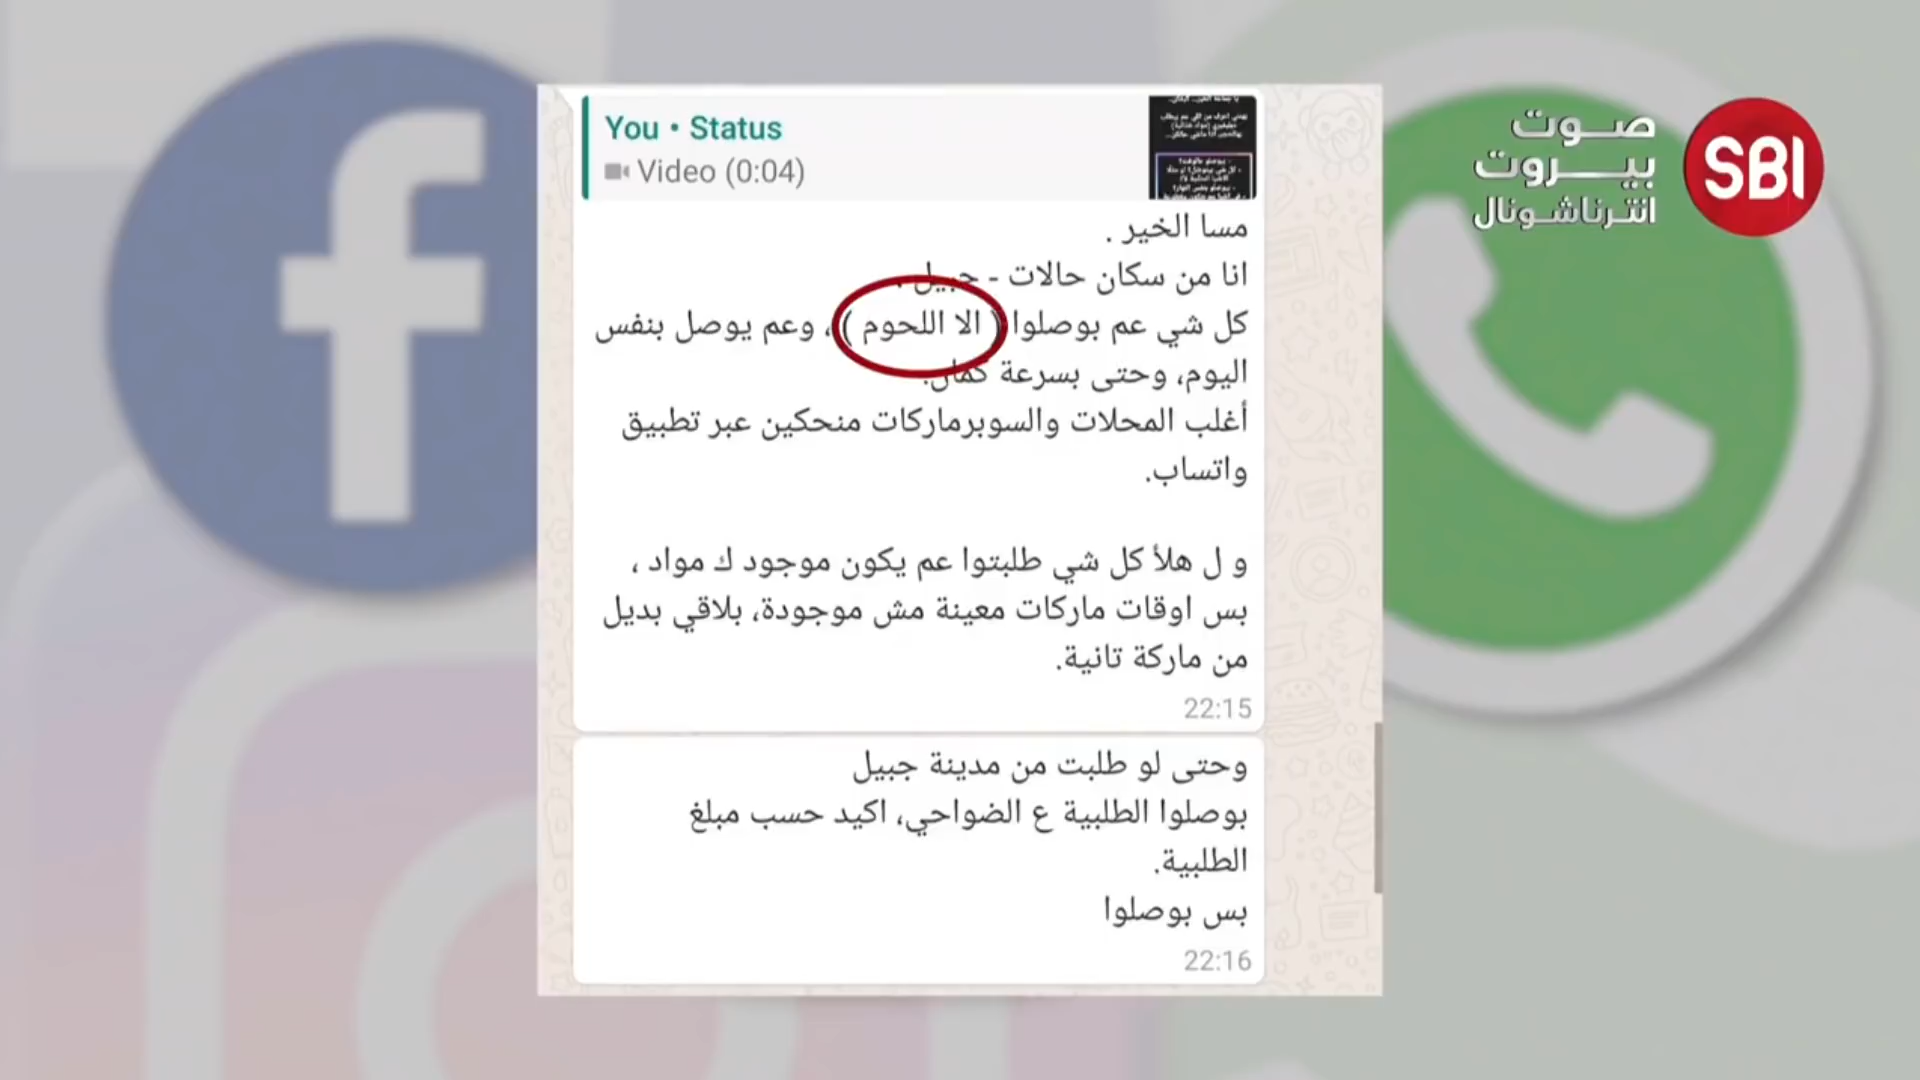 صوت
بيروت
انترناشونال
SBI
You • Status
Video (0:04)
مسا الخير .
انا من سكان حالات - جبيل .
كل شي عم بوصلوا ( الا اللحوم )، وعم يوصل بنفس
اليوم، وحتى بسرعة كمان.
أغلب المحلات والسوبرماركات منحكين عبر تطبيق
واتساب.
و ل هلأ كل شي طلبتوا عم يكون موجود ك مواد ،
بس اوقات ماركات معينة مش موجودة، بلاقي بديل
من ماركة تانية.
22:15
وحتى لو طلبت من مدينة جبيل
بوصلوا الطلبية ع الضواحي، اكيد حسب مبلغ
الطلبية.
بس بوصلوا
22:16